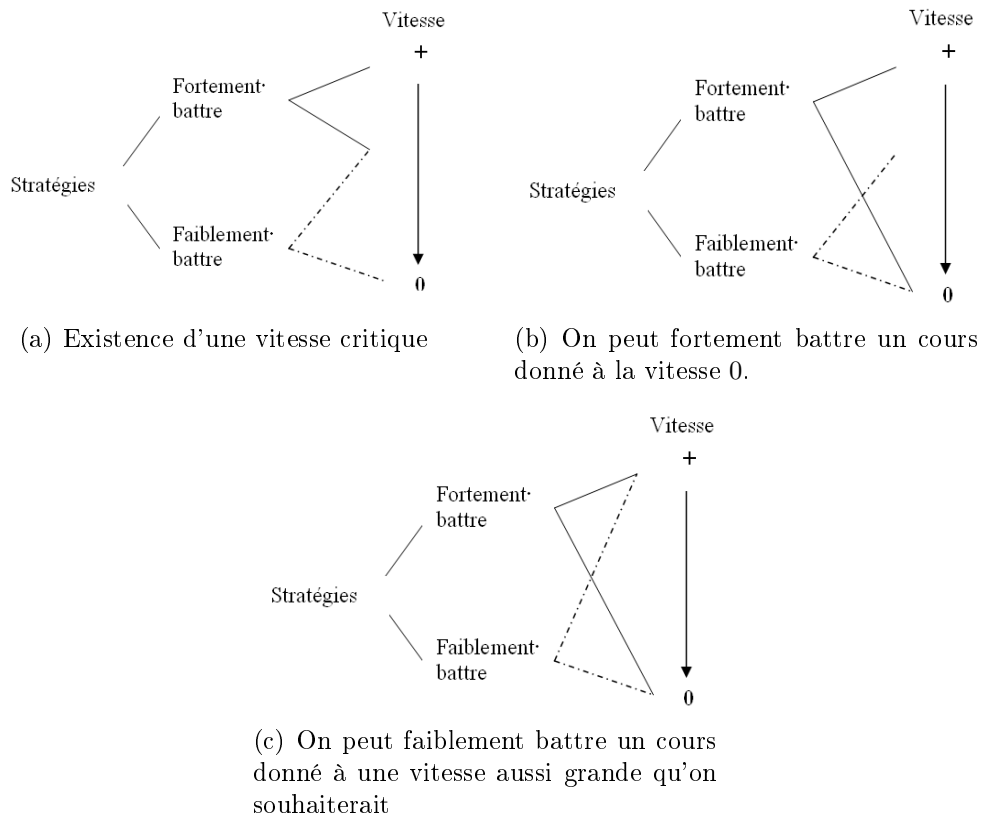 Vitesse
+
Fortement·
battre
Stratégies
Faiblement·
battre
0
(a) Existence d'une vitesse critique
Vitesse
+
Fortement·
battre
Stratégies
Faiblement·
battre
0
(b) On peut fortement battre un cours
donné à la vitesse 0.
Vitesse
+
Fortement·
battre
Stratégies
Faiblement·
battre
0
(c) On peut faiblement battre un cours
donné à une vitesse aussi grande qu'on
souhaiterait